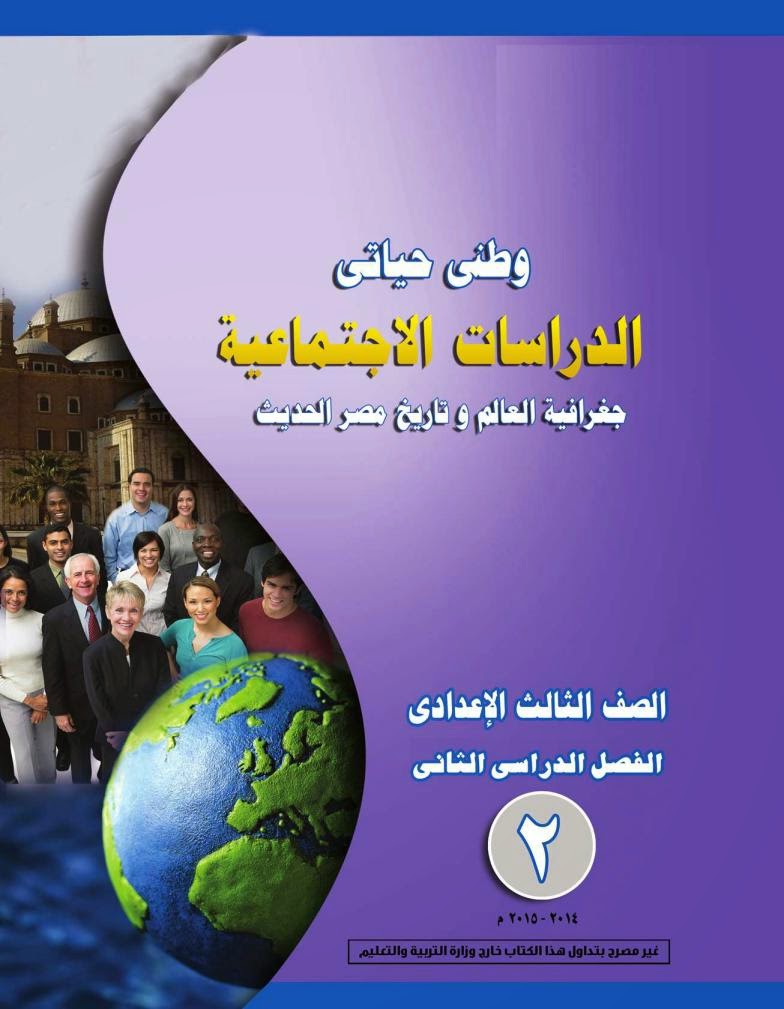 وطنى حياتى
الدراسات الاجتماعية
جغرافية العالم و تاريخ مصر الحديث
الصف الثالث الإعدادى
الفصل الدراسى الثانى
٢
٢٠١٤ - ٢٠١٥ م
غير مصرح بتداول هذا الكتاب خارج وزارة التربية والتعليم